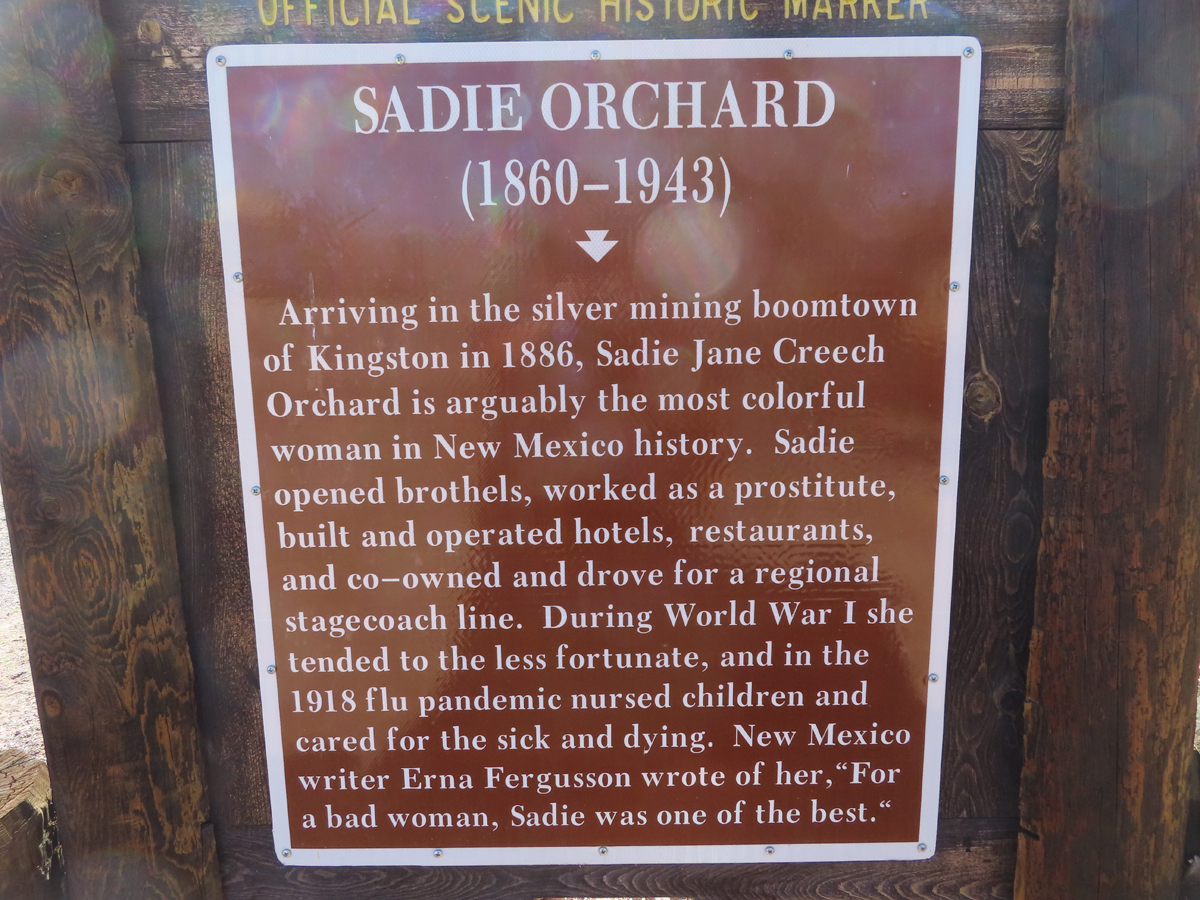 OFFICIAL SCENIC HISTORIC MARKER
SADIE ORCHARD
(1860–1943)
Arriving in the silver mining boomtown
of Kingston in 1886, Sadie Jane Creech
Orchard is arguably the most colorful
woman in New Mexico history. Sadie
opened brothels, worked as a prostitute,
built and operated hotels, restaurants,
and co–owned and drove for a regional
stagecoach line. During World War I she
tended to the less fortunate, and in the
1918 flu pandemic nursed children and
cared for the sick and dying. New Mexico
writer Erna Fergusson wrote of her,“For
a bad woman, Sadie was one of the best.“